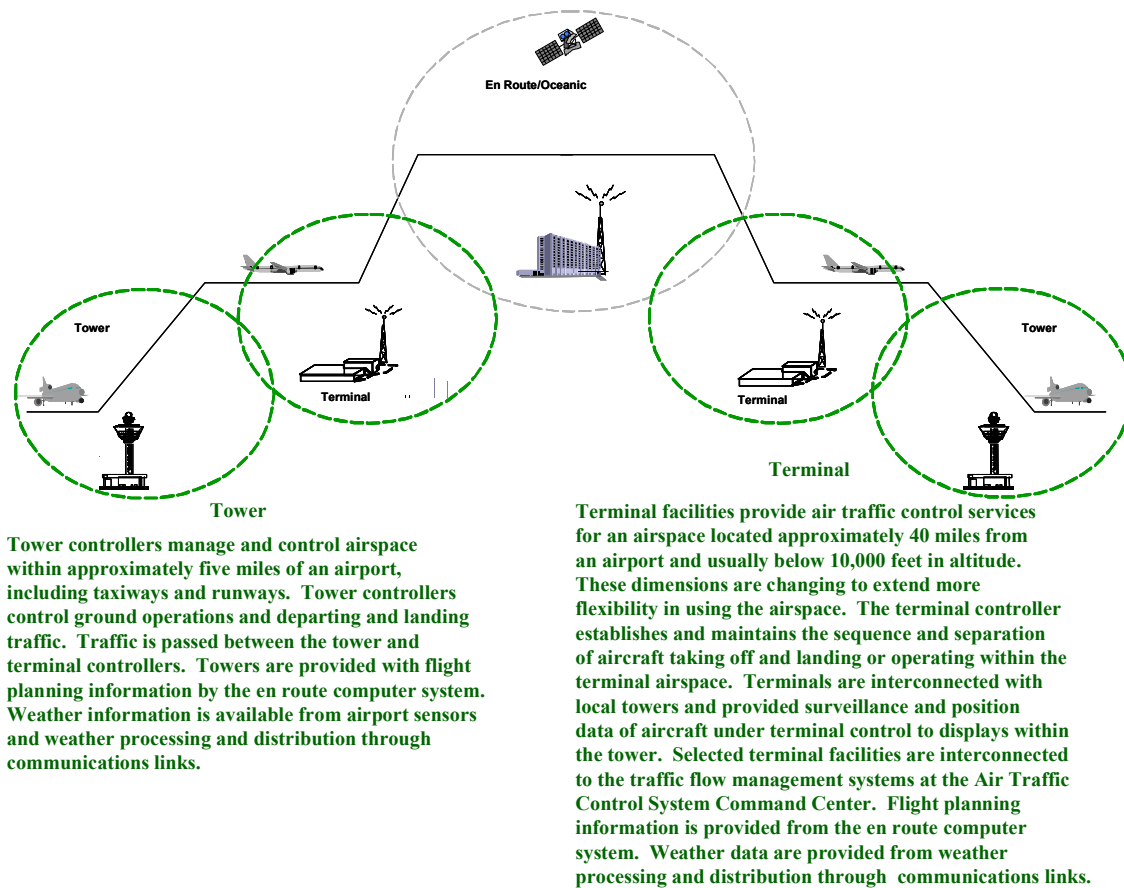 En Route/Oceanic
Tower
Terminal
Terminal
Tower
Tower
Tower controllers manage and control airspace
within approximately five miles of an airport,
including taxiways and runways.  Tower controllers
control ground operations and departing and landing
traffic.  Traffic is passed between the tower and
terminal controllers.  Towers are provided with flight
planning information by the en route computer system.
Weather information is available from airport sensors
and weather processing and distribution through
communications links.
Terminal
Terminal facilities provide air traffic control services
for an airspace located approximately 40 miles from
an airport and usually below 10,000 feet in altitude.
These dimensions are changing to extend more
flexibility in using the airspace.  The terminal controller
establishes and maintains the sequence and separation
of aircraft taking off and landing or operating within the
terminal airspace.  Terminals are interconnected with
local towers and provided surveillance and position
data of aircraft under terminal control to displays within
the tower.  Selected terminal facilities are interconnected
to the traffic flow management systems at the Air Traffic
Control System Command Center.  Flight planning
information is provided from the en route computer
system.  Weather data are provided from weather
processing and distribution through  communications links.